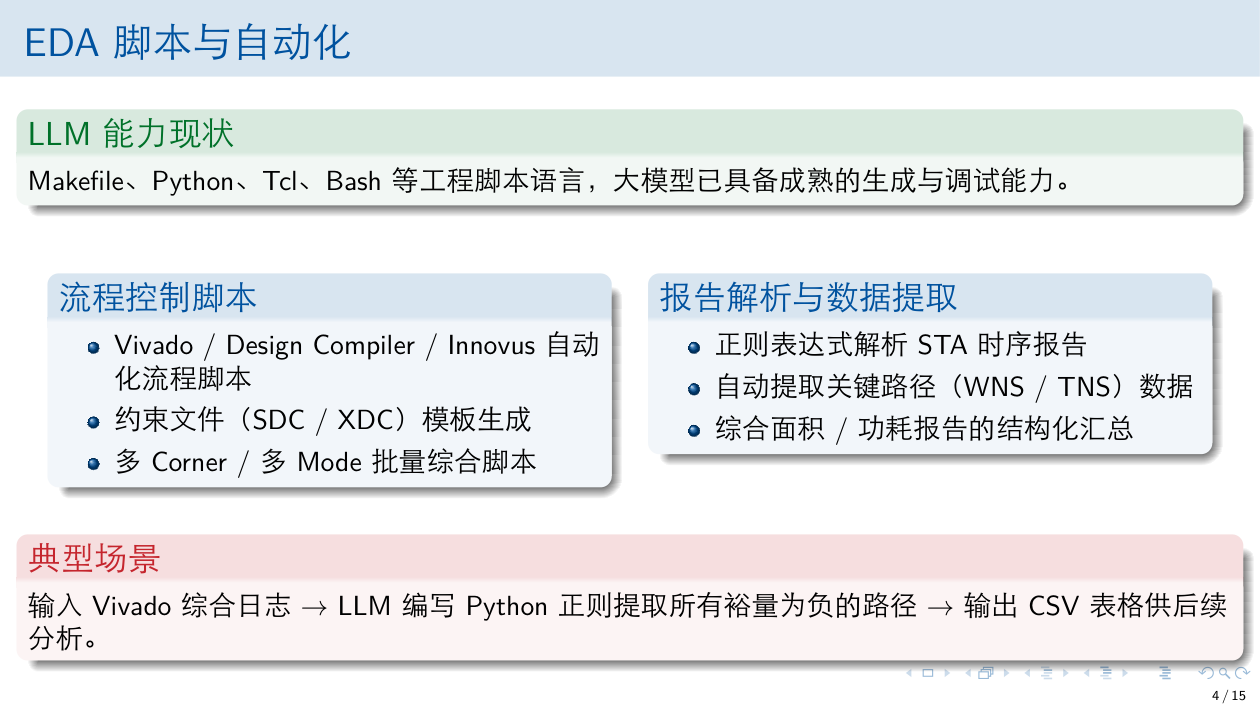 EDA 脚本与自动化
LLM 能力现状
Makefile、Python、Tcl、Bash 等工程脚本语言，大模型已具备成熟的生成与调试能力。
流程控制脚本
Vivado / Design Compiler / Innovus 自动
化流程脚本
约束文件（SDC / XDC）模板生成
多 Corner / 多 Mode 批量综合脚本
报告解析与数据提取
正则表达式解析 STA 时序报告
自动提取关键路径（WNS / TNS）数据
综合面积 / 功耗报告的结构化汇总
典型场景
输入 Vivado 综合日志 → LLM 编写 Python 正则提取所有裕量为负的路径 → 输出 CSV 表格供后续
分析。
4 / 15